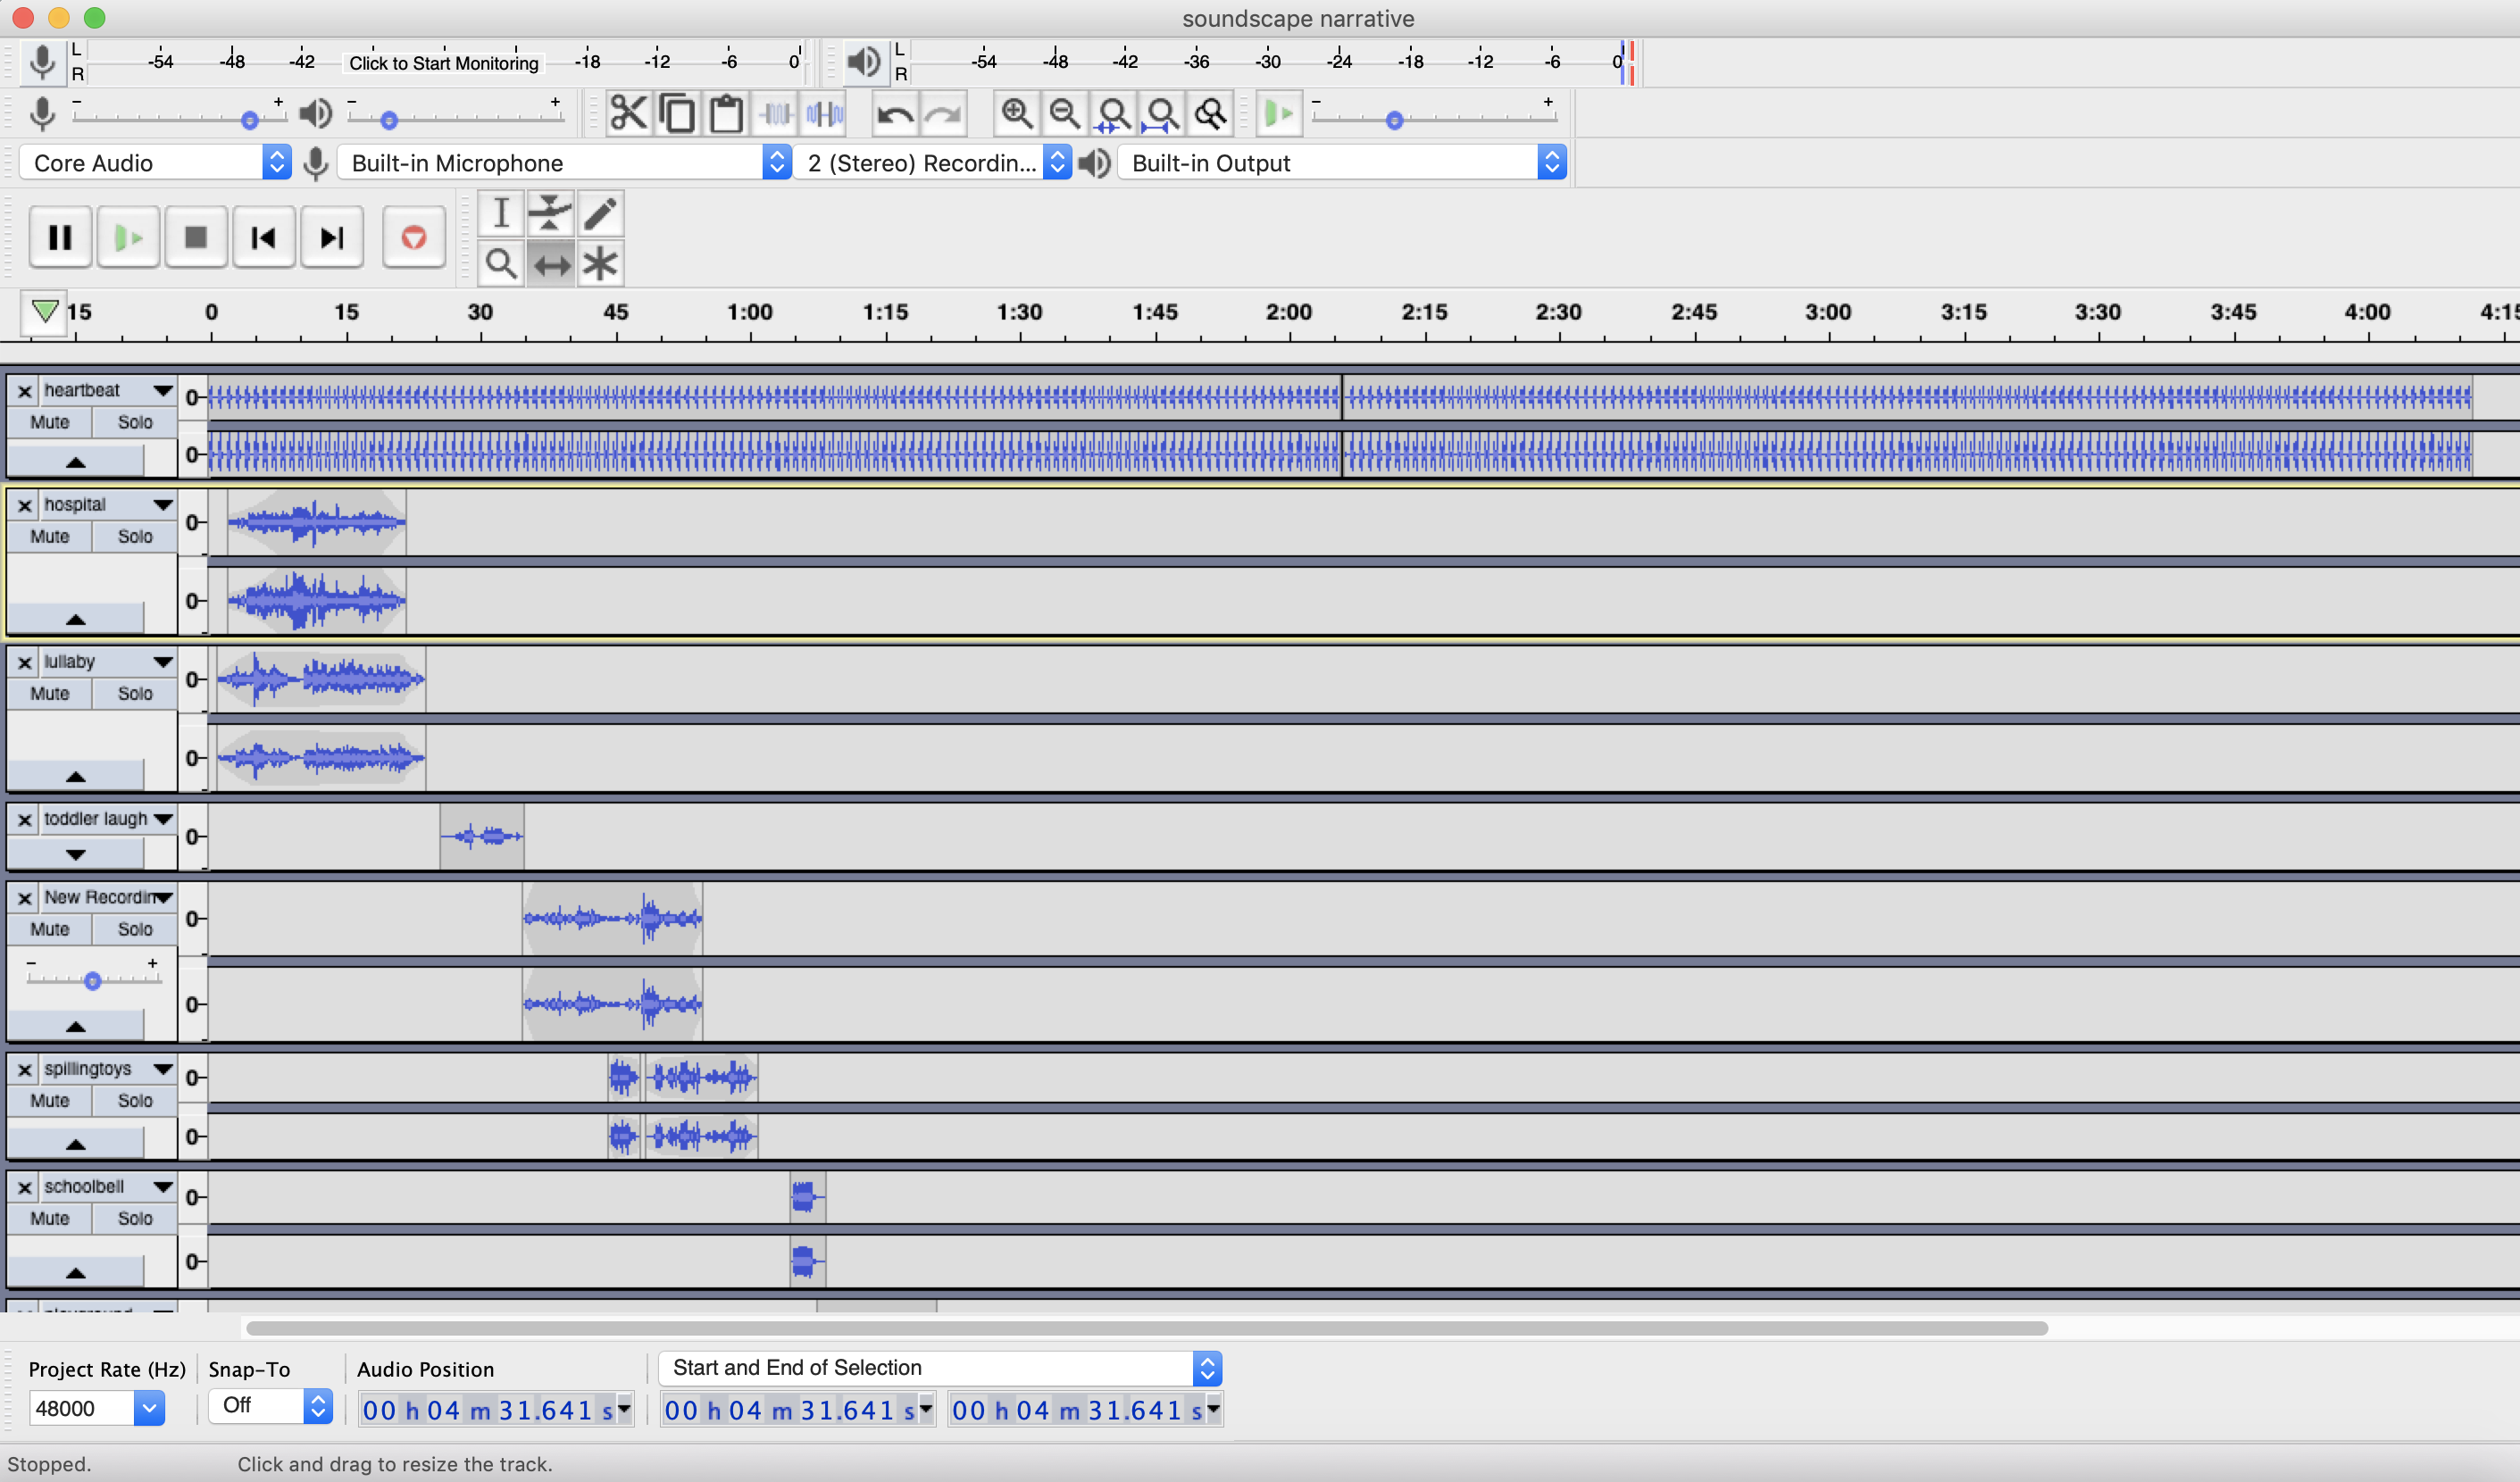 soundscape narrative
L
R
-54 -48 -42 Click to Start Monitoring -18 -12 -6 0
L
R
-54 -48 -42 -36 -30 -24 -18 -12 -6 0
- + - + - +
Core Audio Built-in Microphone 2 (Stereo) Recordin... Built-in Output
15 0 15 30 45 1:00 1:15 1:30 1:45 2:00 2:15 2:30 2:45 3:00 3:15 3:30 3:45 4:00 4:15
heartbeat
0
Mute Solo
0
hospital
0
Mute Solo
0
lullaby
0
Mute Solo
0
toddler laugh
0
New Recordin
0
Mute Solo
- +
0
spillingtoys
0
Mute Solo
0
schoolbell
0
Mute Solo
0
Project Rate (Hz) Snap-To Audio Position Start and End of Selection
48000 Off 00 h 04 m 31.641 s 00 h 04 m 31.641 s 00 h 04 m 31.641 s
Stopped. Click and drag to resize the track.